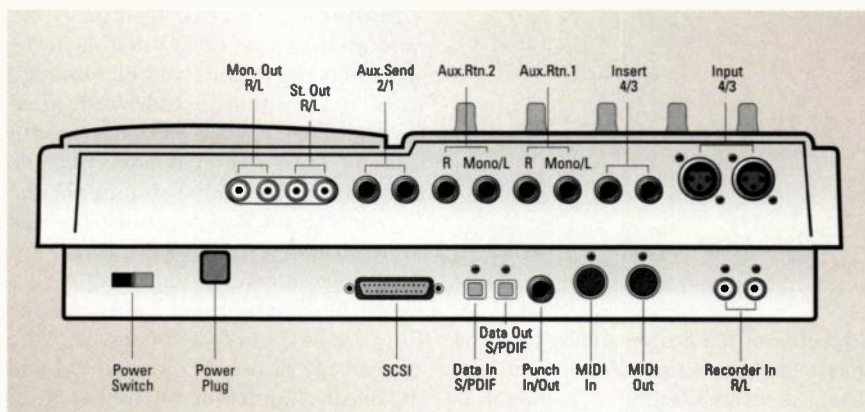 Mon. Out
R/L
St. Out
R/L
Aux.Send
2/1
Aux.Rtn.2
Aux.Rtn.1
Insert
4/3
Input
4/3
R
Mono/L
R
Mono/L
Power
Switch
Power
Plug
SCSI
Data In
S/PDIF
Data Out
S/PDIF
Punch
In/Out
MIDI
In
MIDI
Out
Recorder In
R/L